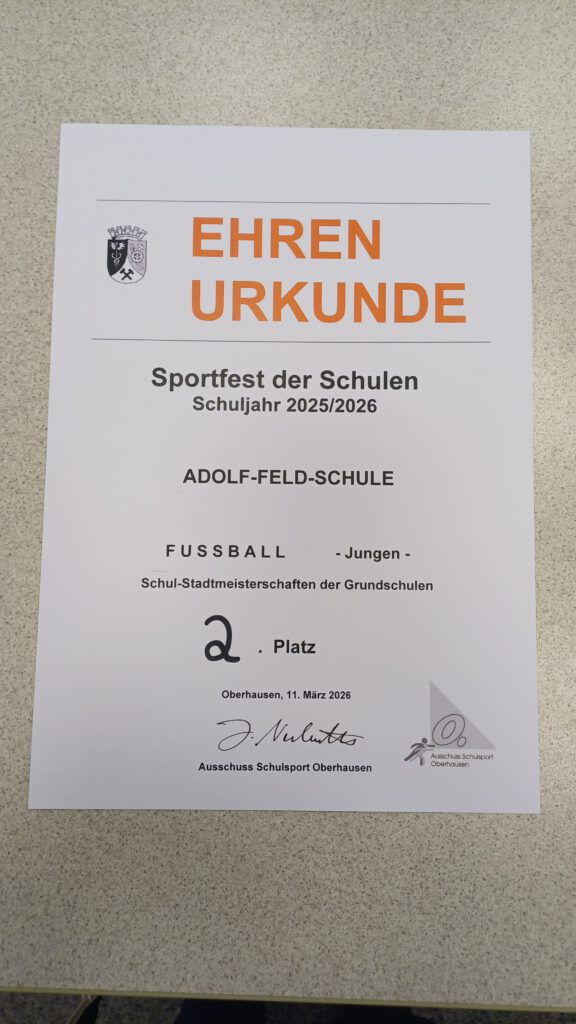 EHREN
URKUNDE
Sportfest der Schulen
Schuljahr 2025/2026
ADOLF-FELD-SCHULE
FUSSBALL - Jungen -
Schul-Stadtmeisterschaften der Grundschulen
2. Platz
Oberhausen, 11. März 2026
Ausschuss Schulsport Oberhausen
Ausschuss Schulsport
Oberhausen